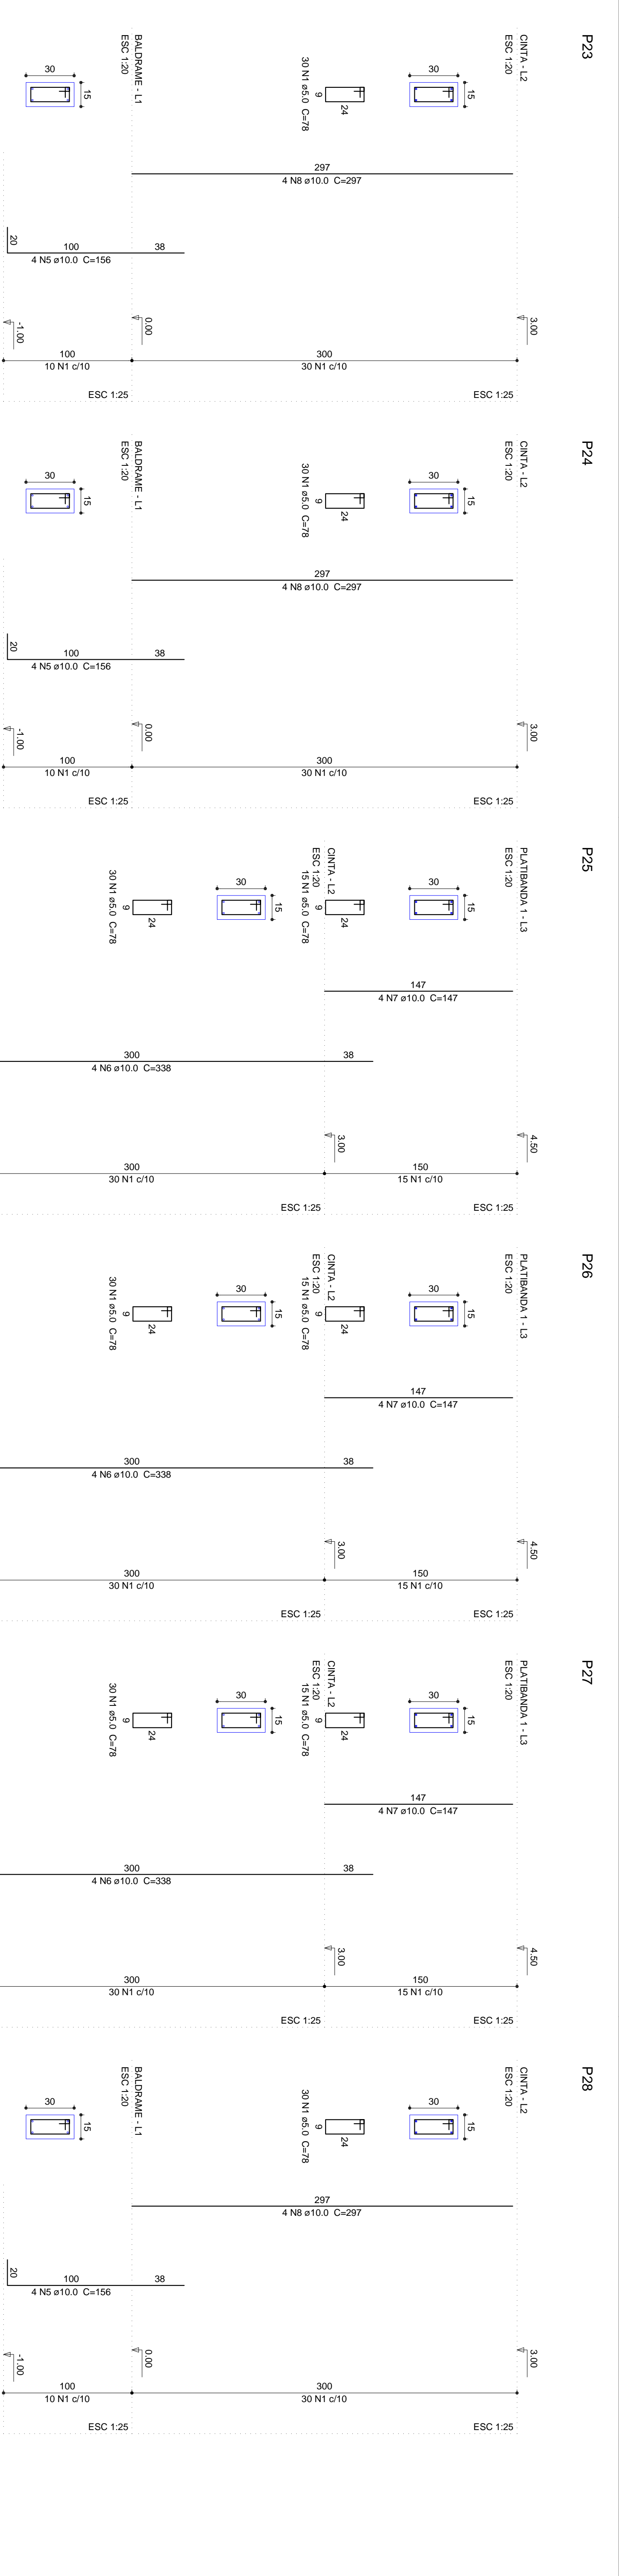 P23
CINTA - L2
ESC 1:20
30
15
30 N1 ø5.0 C=78
9
24
BALDRAME - L1
ESC 1:20
30
15
297
4 N8 ø10.0 C=297
20
100
38
4 N5 ø10.0 C=156
-1.00
0.00
3.00
100
10 N1 c/10
300
30 N1 c/10
ESC 1:25
ESC 1:25
P24
CINTA - L2
ESC 1:20
30
15
30 N1 ø5.0 C=78
9
24
BALDRAME - L1
ESC 1:20
30
15
297
4 N8 ø10.0 C=297
20
100
38
4 N5 ø10.0 C=156
-1.00
0.00
3.00
100
10 N1 c/10
300
30 N1 c/10
ESC 1:25
ESC 1:25
P25
PLATIBANDA 1 - L3
ESC 1:20
30
15
15 N1 ø5.0 C=78
9
24
CINTA - L2
ESC 1:20
30
15
30 N1 ø5.0 C=78
9
24
147
4 N7 ø10.0 C=147
300
38
4 N6 ø10.0 C=338
3.00
4.50
300
30 N1 c/10
150
15 N1 c/10
ESC 1:25
ESC 1:25
P26
PLATIBANDA 1 - L3
ESC 1:20
30
15
15 N1 ø5.0 C=78
9
24
CINTA - L2
ESC 1:20
30
15
30 N1 ø5.0 C=78
9
24
147
4 N7 ø10.0 C=147
300
38
4 N6 ø10.0 C=338
3.00
4.50
300
30 N1 c/10
150
15 N1 c/10
ESC 1:25
ESC 1:25
P27
PLATIBANDA 1 - L3
ESC 1:20
30
15
15 N1 ø5.0 C=78
9
24
CINTA - L2
ESC 1:20
30
15
30 N1 ø5.0 C=78
9
24
147
4 N7 ø10.0 C=147
300
38
4 N6 ø10.0 C=338
3.00
4.50
300
30 N1 c/10
150
15 N1 c/10
ESC 1:25
ESC 1:25
P28
CINTA - L2
ESC 1:20
30
15
30 N1 ø5.0 C=78
9
24
BALDRAME - L1
ESC 1:20
30
15
297
4 N8 ø10.0 C=297
20
100
38
4 N5 ø10.0 C=156
-1.00
0.00
3.00
100
10 N1 c/10
300
30 N1 c/10
ESC 1:25
ESC 1:25